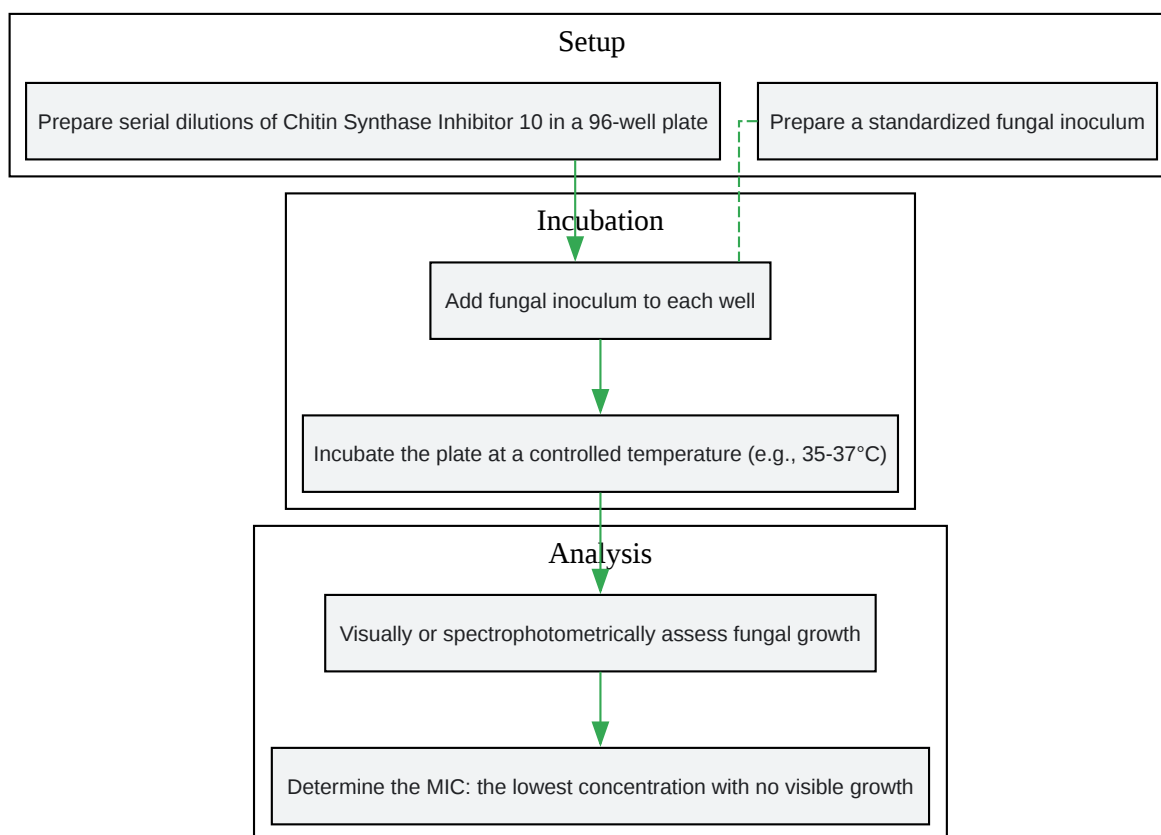 Setup
Prepare serial dilutions of Chitin Synthase Inhibitor 10 in a 96-well plate
Prepare a standardized fungal inoculum
Incubation
Add fungal inoculum to each well
Incubate the plate at a controlled temperature (e.g., 35-37°C)
Analysis
Visually or spectrophotometrically assess fungal growth
Determine the MIC: the lowest concentration with no visible growth